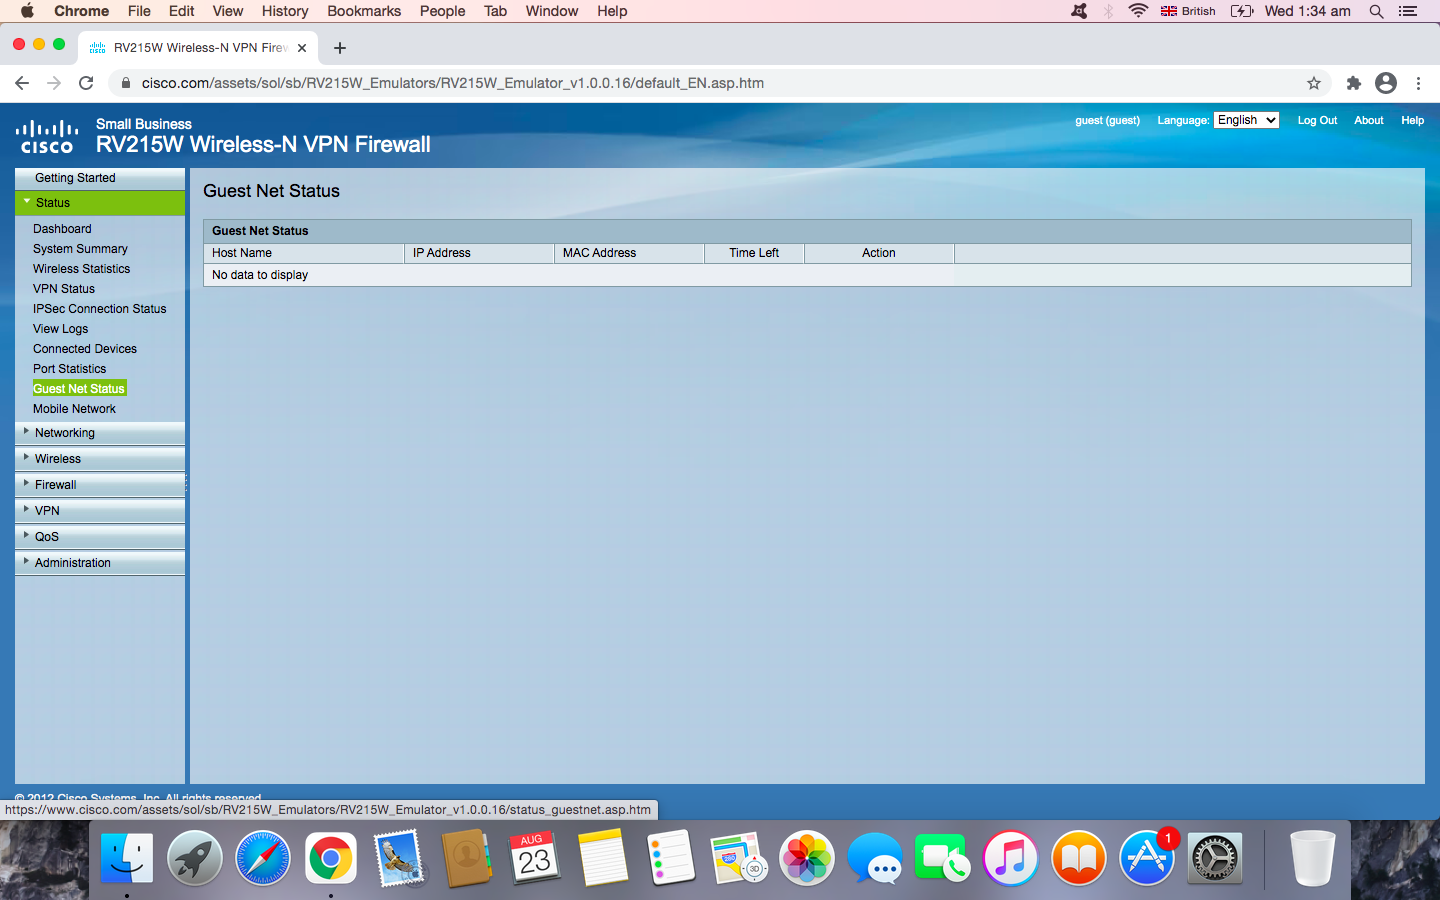 Chrome File Edit View History Bookmarks People Tab Window Help British Wed 1:34 am
RV215W Wireless-N VPN Firew
cisco.com/assets/sol/sb/RV215W_Emulators/RV215W_Emulator_v1.0.0.16/default_EN.asp.htm
Small Business
cisco RV215W Wireless-N VPN Firewall
guest (guest) Language: English Log Out About Help
Getting Started
Status
Dashboard
System Summary
Wireless Statistics
VPN Status
IPSec Connection Status
View Logs
Connected Devices
Port Statistics
Guest Net Status
Mobile Network
Networking
Wireless
Firewall
VPN
QoS
Administration
Guest Net Status
Guest Net Status
Host Name IP Address MAC Address Time Left Action
No data to display
© 2012 Cisco Systems, Inc. All rights reserved.
https://www.cisco.com/assets/sol/sb/RV215W_Emulators/RV215W_Emulator_v1.0.0.16/status_guestnet.asp.htm
AUG
23
280
3D
1